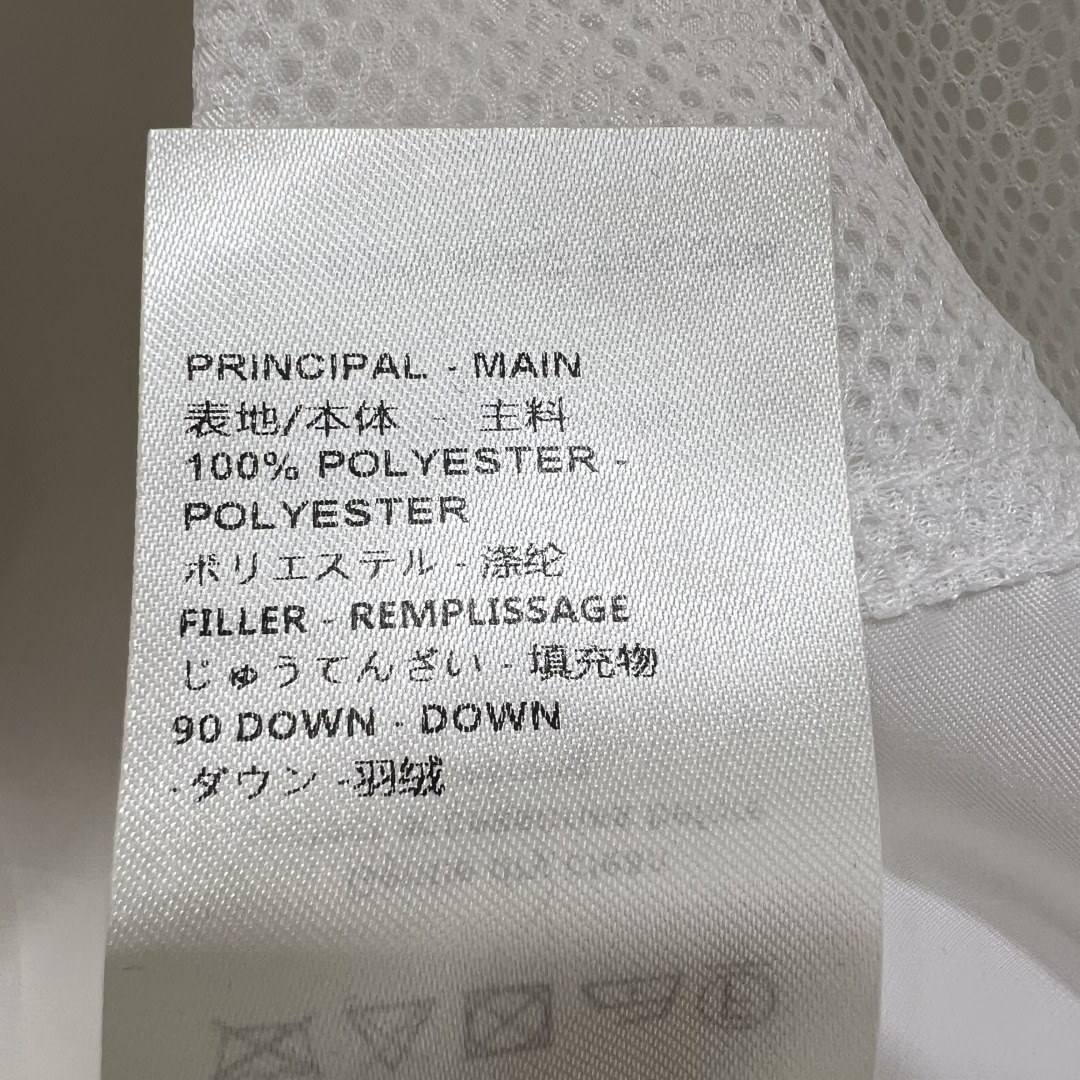 PRINCIPAL - MAIN
表地/本体 - 主料
100% POLYESTER -
POLYESTER
ポリエステル - 涤纶
FILLER - REMPLISSAGE
じゅうてんざい - 填充物
90 DOWN - DOWN
ダウン - 羽绒